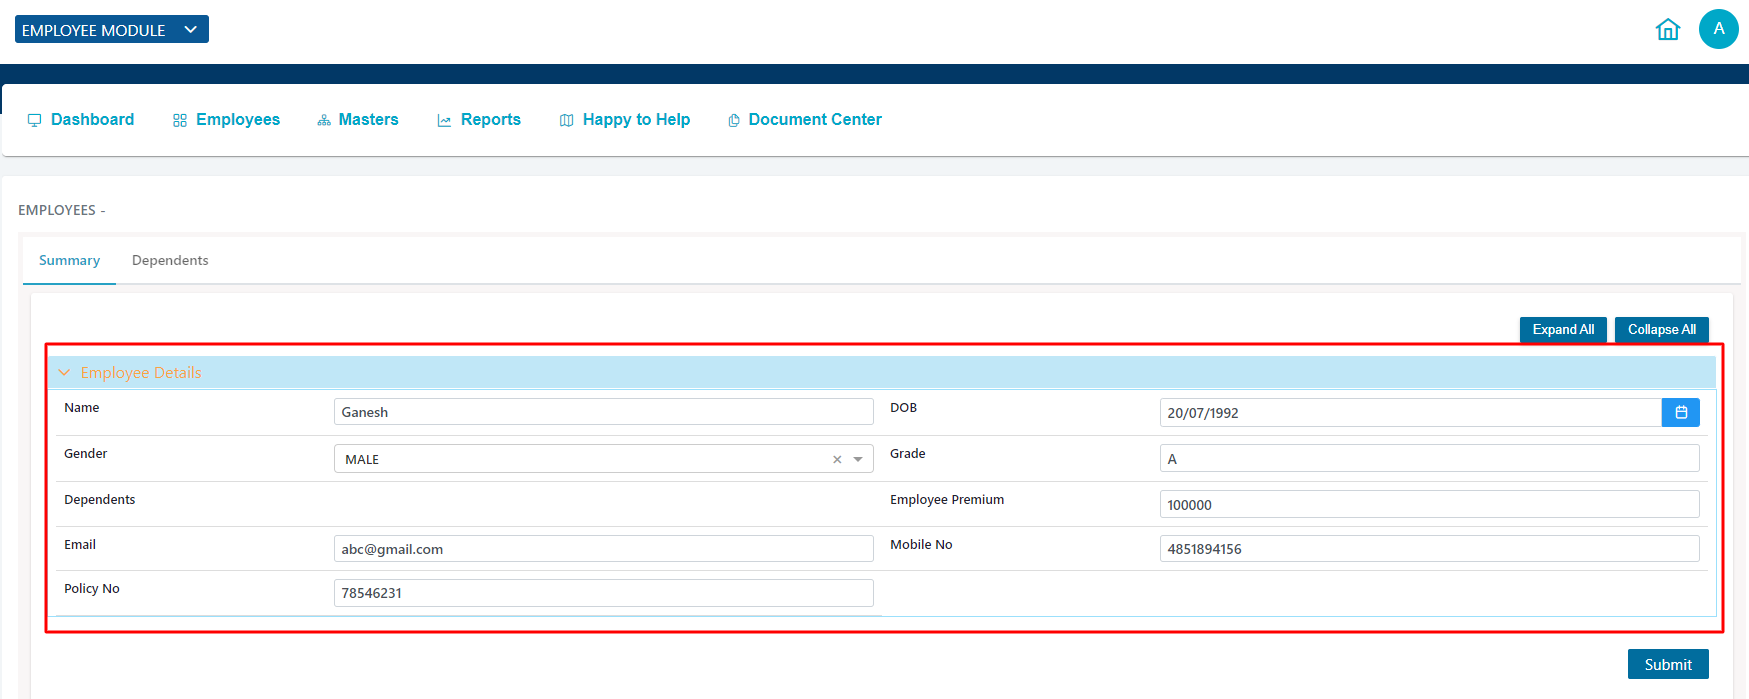 EMPLOYEE MODULE
A
Dashboard Employees Masters Reports Happy to Help Document Center
EMPLOYEES -
Summary Dependents
Expand All Collapse All
Employee Details
Name Ganesh DOB 20/07/1992
Gender MALE Grade A
Dependents Employee Premium 100000
Email abc@gmail.com Mobile No 4851894156
Policy No 78546231
Submit